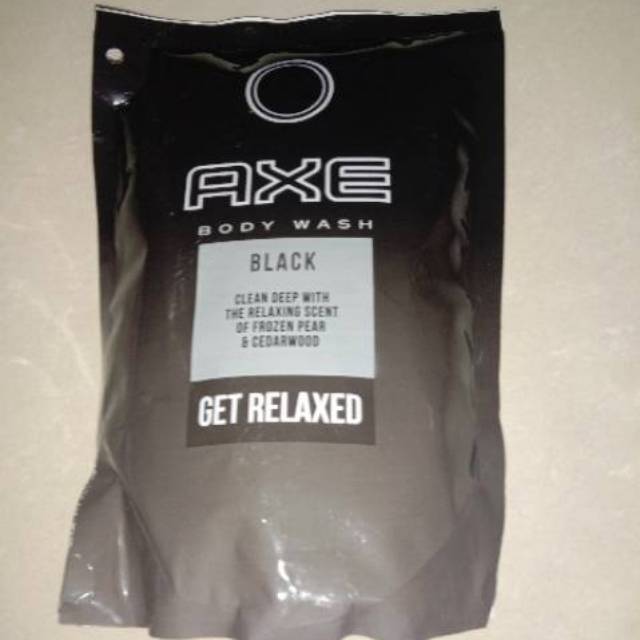 AXE
BODY WASH
BLACK
CLEAN DEEP WITH
THE RELAXING SCENT
OF FROZEN PEAR
& CEDARWOOD
GET RELAXED